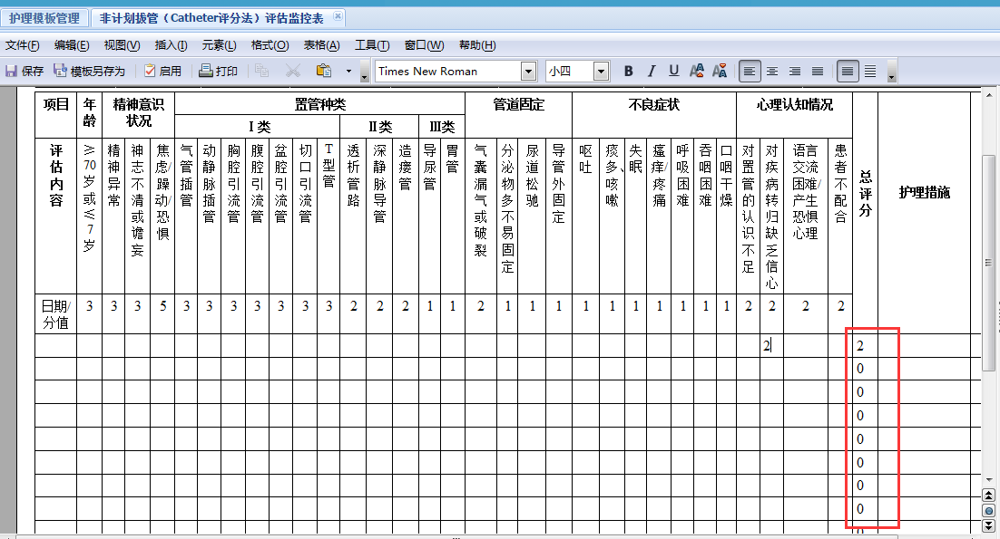 护理模板管理 非计划拔管（Catheter评分法）评估监控表
文件(F) 编辑(E) 视图(V) 插入(I) 元素(L) 格式(O) 表格(A) 工具(T) 窗口(W) 帮助(H)
保存 模板另存为 启用 打印 Times New Roman 小四 B I U
项目 年龄 精神意识状况 置管种类 管道固定 不良症状 心理认知情况 总评分 护理措施
I 类 II 类 III类
评估内容
≥70岁或≤7岁
精神异常
神志不清或谵妄
焦虑/躁动/恐惧
气管插管
动静脉插管
胸腔引流管
腹腔引流管
盆腔引流管
切口引流管
T型管
透析管路
深静脉导管
造瘘管
导尿管
胃管
气囊漏气或破裂
分泌物多不易固定
尿道松驰
导管外固定
呕吐
痰多、咳嗽
失眠
瘙痒/疼痛
呼吸困难
吞咽困难
口咽干燥
对置管的认识不足
对疾病转归缺乏信心
语言交流困难/产生恐惧心理
患者不配合
日期/分值 3 3 3 5 3 3 3 3 3 3 3 2 2 2 1 1 2 1 1 1 1 1 1 1 1 1 1 2 2 2 2
2 2
0
0
0
0
0
0
0